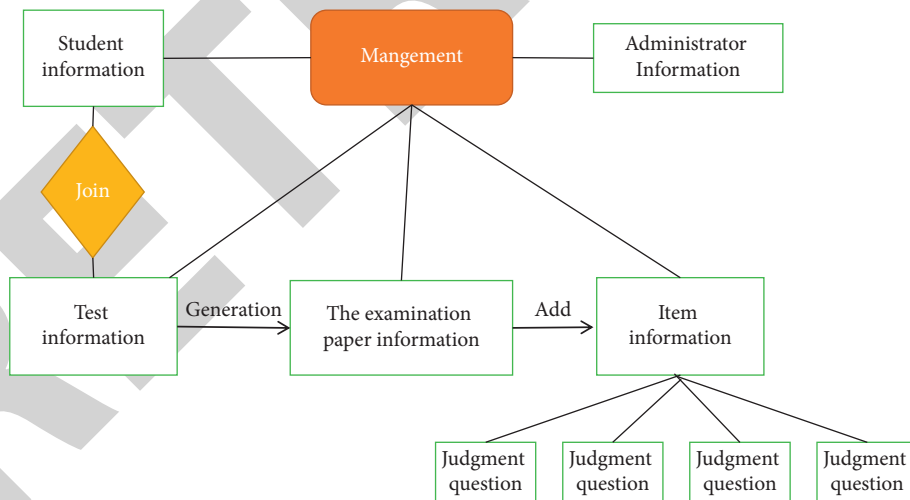 Student
information
Mangement
Administrator
Information
Join
Test
information
Generation
The examination
paper information
Add
Item
information
Judgment
question
Judgment
question
Judgment
question
Judgment
question